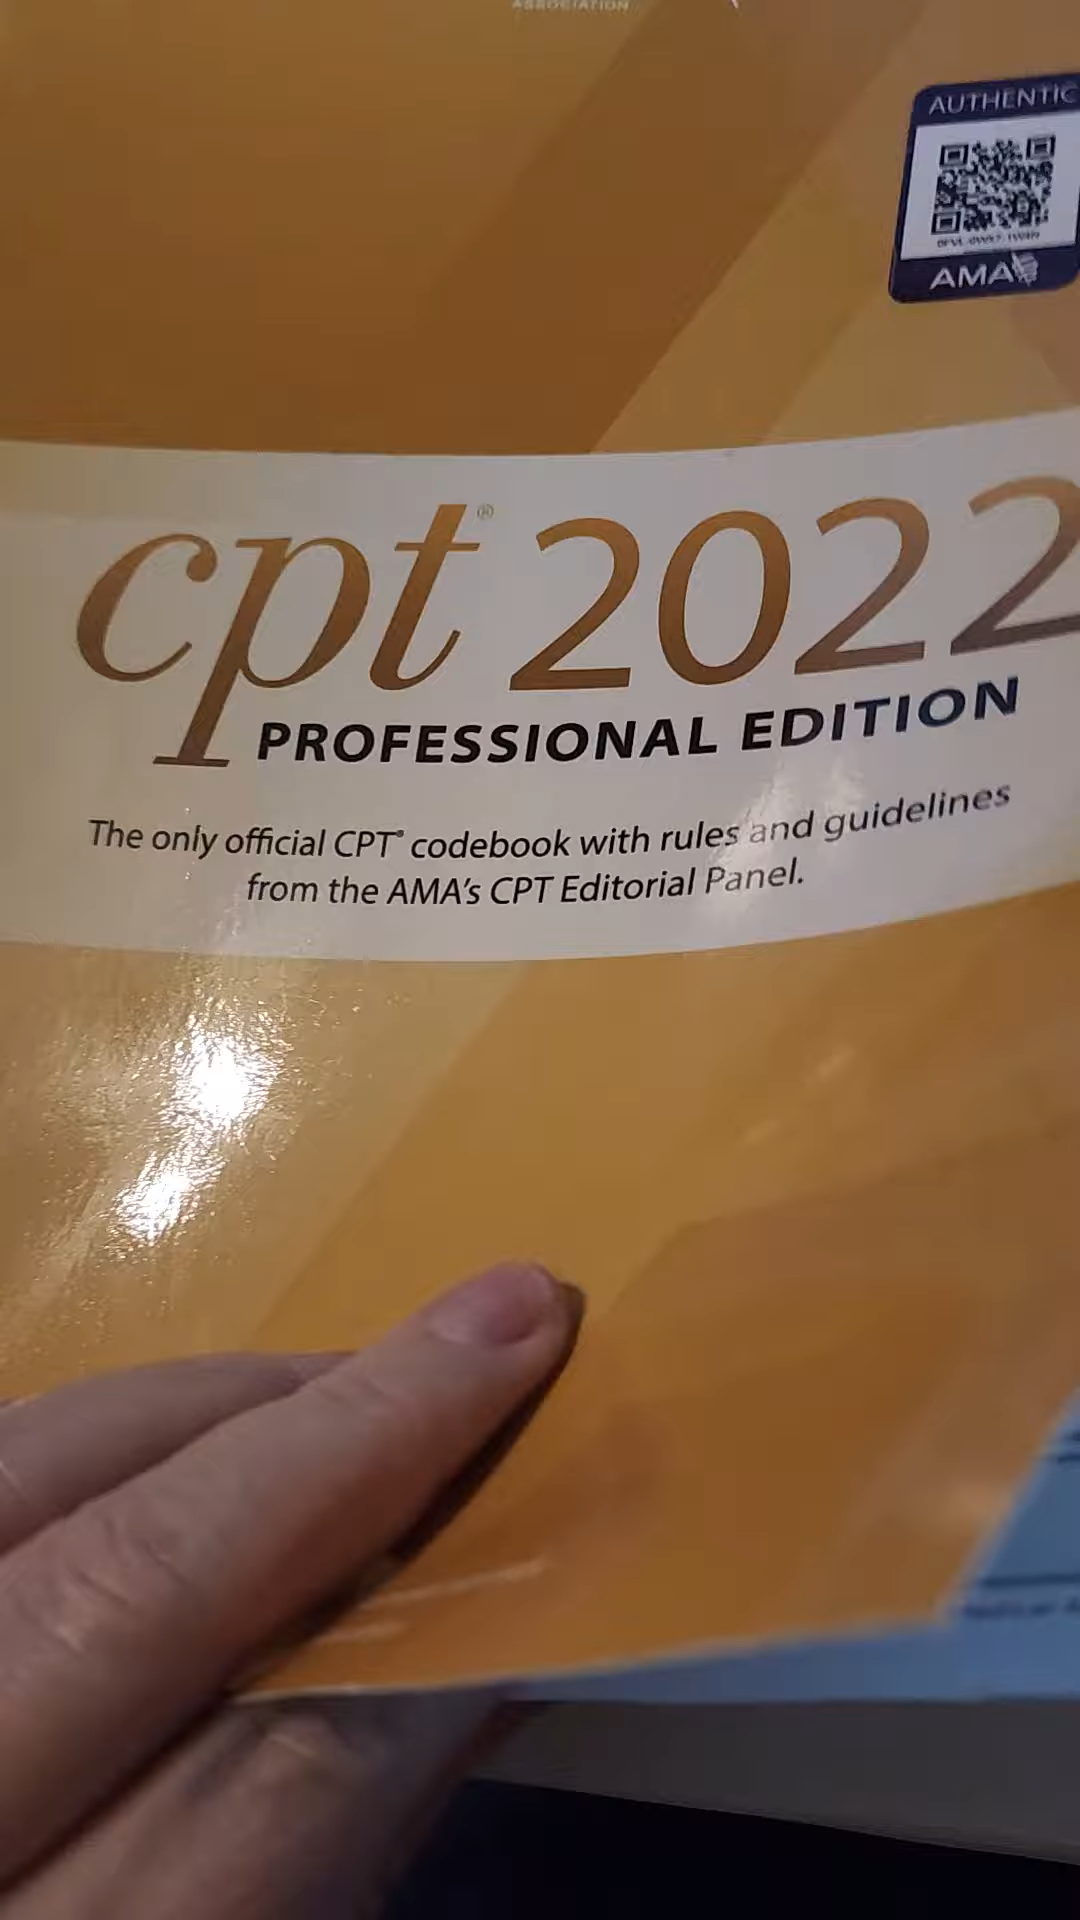 ASSOCIATION
AUTHENTIC
AMA
cpt® 2022
PROFESSIONAL EDITION
The only official CPT® codebook with rules and guidelines
from the AMA's CPT Editorial Panel.